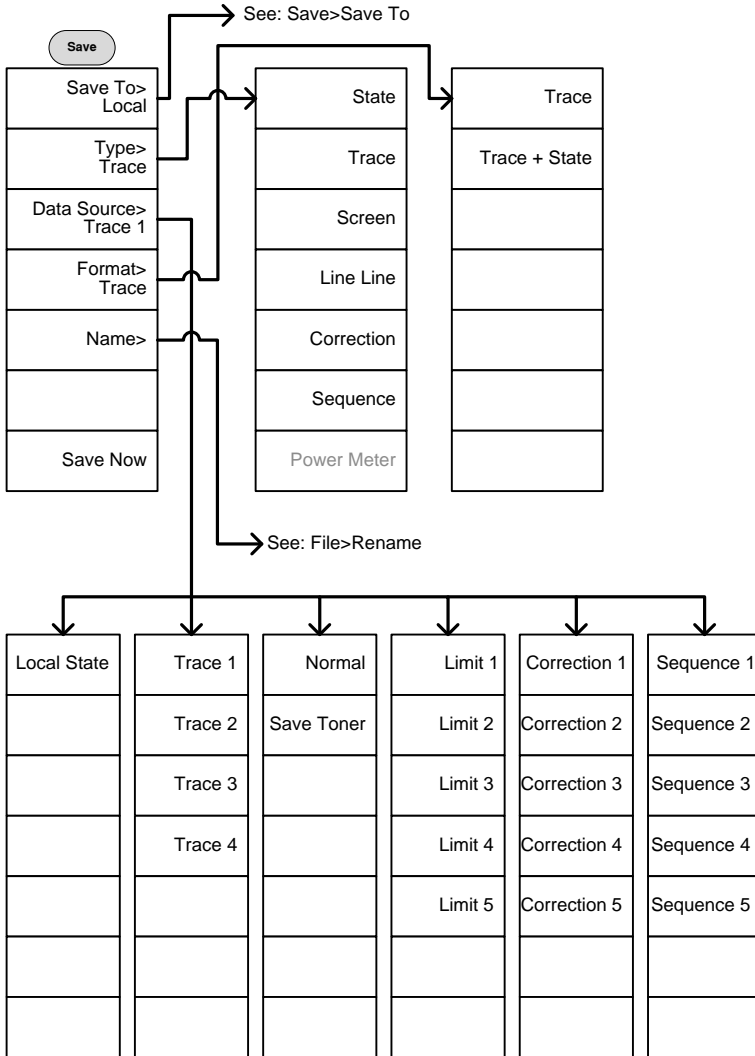 See: Save>Save To
Save
Save To>
Local
Type>
Trace
Data Source>
Trace 1
Format>
Trace
Name>
Save Now
State
Trace
Screen
Line Line
Correction
Sequence
Power Meter
Trace
Trace + State
See: File>Rename
Local State
Trace 1
Trace 2
Trace 3
Trace 4
Normal
Save Toner
Limit 1
Limit 2
Limit 3
Limit 4
Limit 5
Correction 1
Correction 2
Correction 3
Correction 4
Correction 5
Sequence 1
Sequence 2
Sequence 3
Sequence 4
Sequence 5